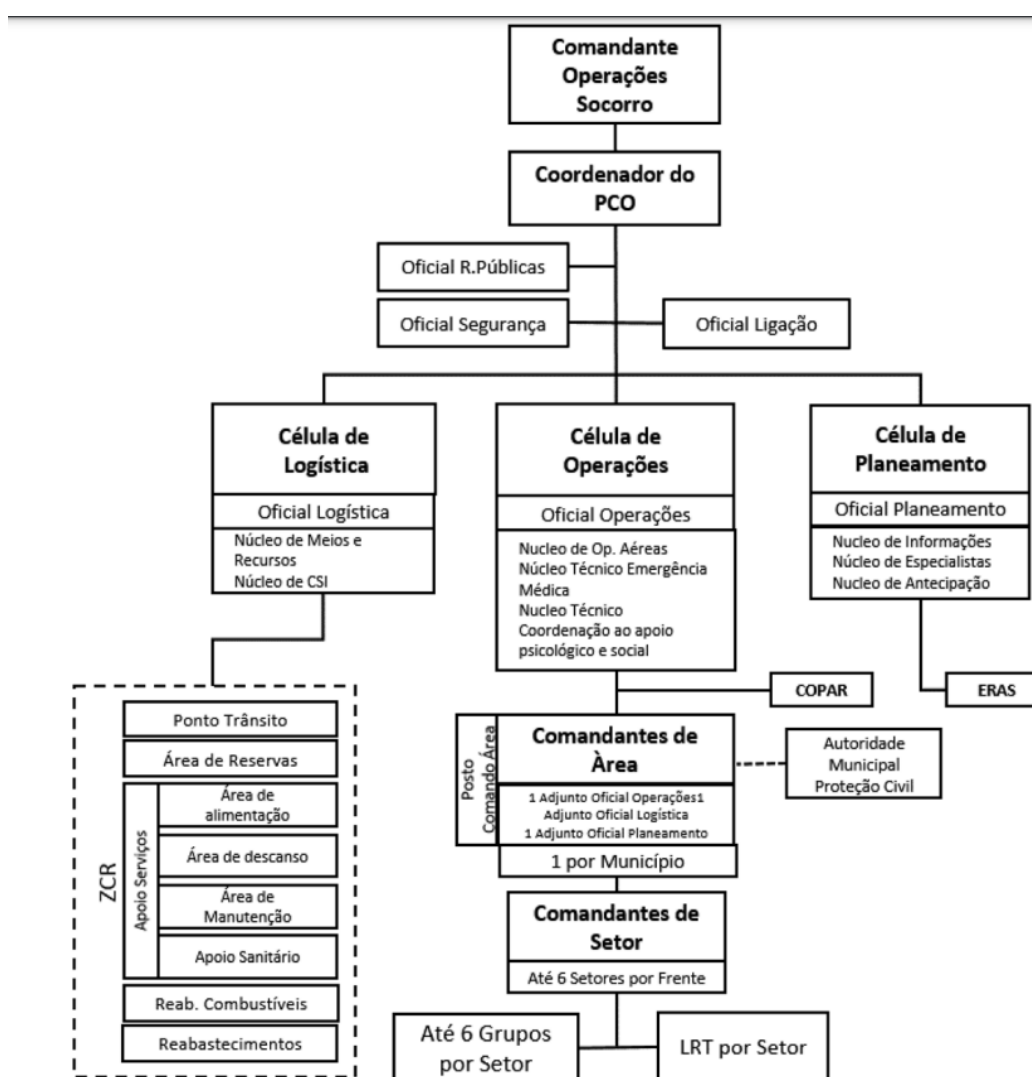 Comandante
Operações
Socorro
Coordenador do
PCO
Oficial R.Públicas
Oficial Segurança
Oficial Ligação
Célula de
Logística
Oficial Logística
Núcleo de Meios e
Recursos
Núcleo de CSI
Célula de
Operações
Oficial Operações
Nucleo de Op. Aéreas
Núcleo Técnico Emergência
Médica
Nucleo Técnico
Coordenação ao apoio
psicológico e social
Célula de
Planeamento
Oficial Planeamento
Nucleo de Informações
Núcleo de Especialistas
Nucleo de Antecipação
COPAR
ERAS
Posto
Comando Área
Comandantes de
Àrea
1 Adjunto Oficial Operações1
Adjunto Oficial Logística
1 Adjunto Oficial Planeamento
1 por Município
Autoridade
Municipal
Proteção Civil
Comandantes de
Setor
Até 6 Setores por Frente
Até 6 Grupos
por Setor
LRT por Setor
ZCR
Ponto Trânsito
Área de Reservas
Apoio Serviços
Área de
alimentação
Área de descanso
Área de
Manutenção
Apoio Sanitário
Reab. Combustíveis
Reabastecimentos